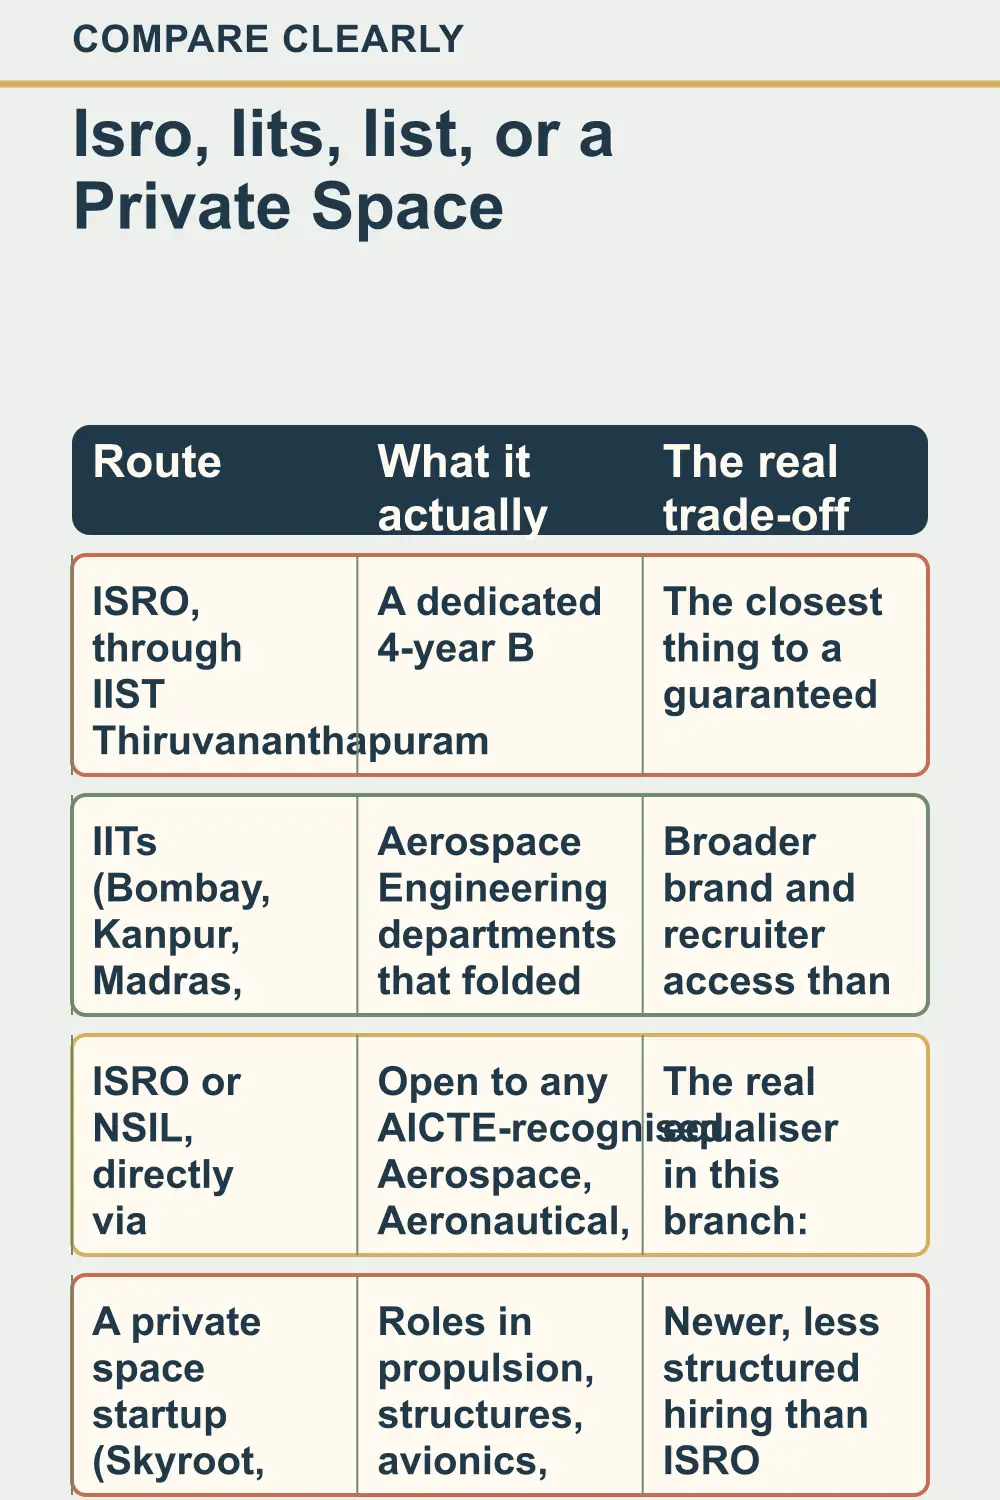 COMPARE CLEARLY
Isro, Iits, Iist, or a
Private Space
Route
What it
actually
The real
trade-off
ISRO,
through
IIST
Thiruvananthapuram
A dedicated
4-year B
The closest
thing to a
guaranteed
IITs
(Bombay,
Kanpur,
Madras,
Aerospace
Engineering
departments
that folded
Broader
brand and
recruiter
access than
ISRO or
NSIL,
directly
via
Open to any
AICTE-recognised
Aerospace,
Aeronautical,
The real
equaliser
in this
branch:
A private
space
startup
(Skyroot,
Roles in
propulsion,
structures,
avionics,
Newer, less
structured
hiring than
ISRO